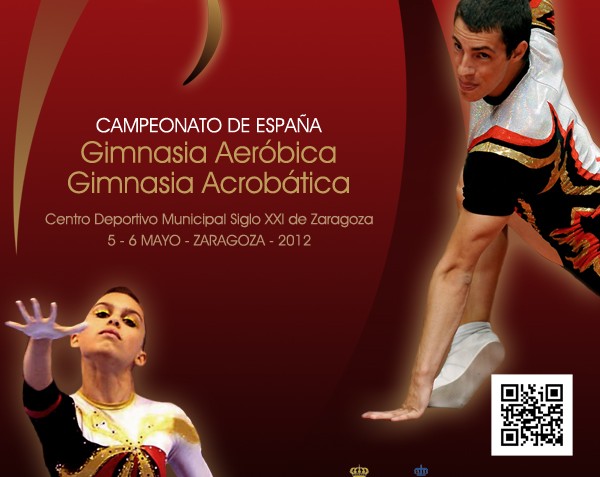 CAMPEONATO DE ESPAÑA
Gimnasia Aeróbica
Gimnasia Acrobática
Centro Deportivo Municipal Siglo XXI de Zaragoza
5 - 6 MAYO - ZARAGOZA - 2012